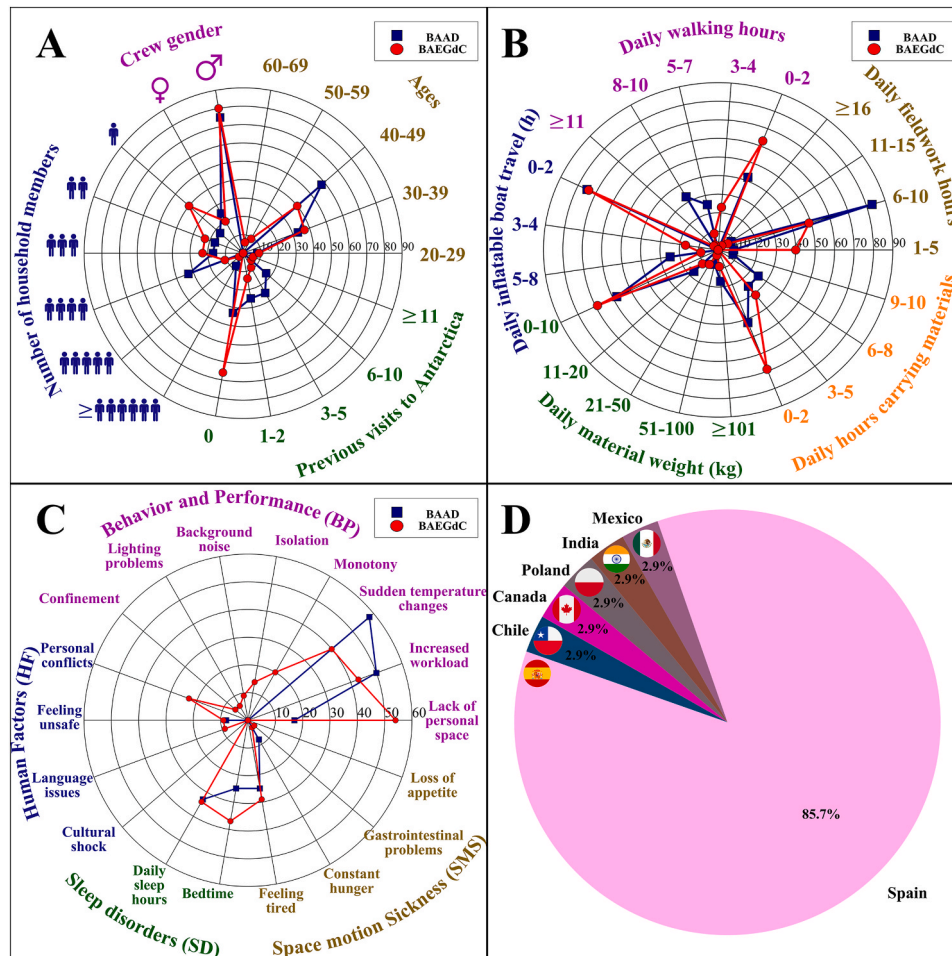 A
Crew gender
BAAD
BAEGdC
60-69
50-59
Ages
40-49
30-39
20-29
10 20 30 40 50 60 70 80 90
Number of household members
≥
≥11
6-10
3-5
1-2
0
Previous visits to Antarctica
B
Daily walking hours
BAAD
BAEGdC
5-7
3-4
0-2
8-10
≥11
≥16
Daily fieldwork hours
11-15
6-10
1-5
10 20 30 40 50 60 70 80 90
Daily inflatable boat travel (h)
0-2
3-4
5-8
9-10
6-8
3-5
0-2
Daily hours carrying materials
0-10
11-20
21-50
51-100
≥101
Daily material weight (kg)
C
Behavior and Performance (BP)
BAAD
BAEGdC
Background
noise
Isolation
Lighting
problems
Monotony
Confinement
Sudden temperature
changes
Personal
conflicts
Increased
workload
Human Factors (HF)
Feeling
unsafe
0 10 20 30 40 50 60
Lack of
personal
space
Language
issues
Loss of
appetite
Cultural
shock
Gastrointestinal
problems
Daily
sleep
hours
Bedtime
Feeling
tired
Constant
hunger
Sleep disorders (SD)
Space motion Sickness (SMS)
D
Mexico
2.9%
India
2.9%
Poland
2.9%
Canada
2.9%
Chile
2.9%
85.7%
Spain